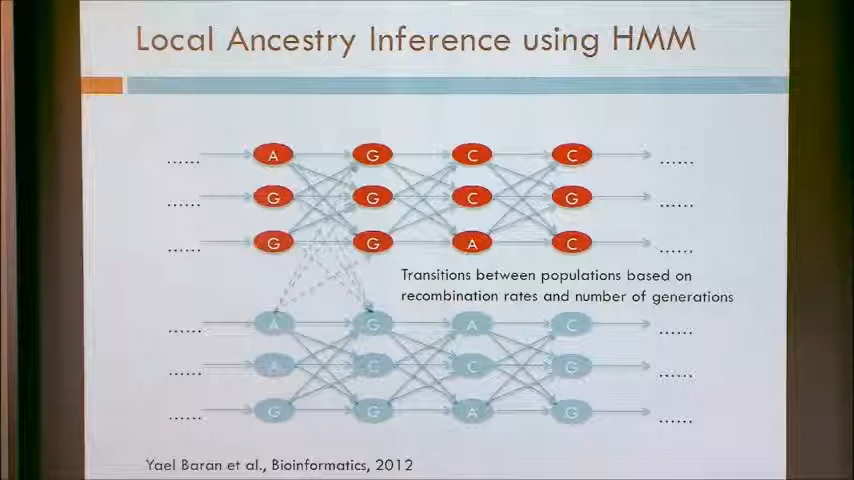 Local Ancestry Inference using HMM
...... A G C C ......
...... G G C G ......
...... G G A C ......
Transitions between populations based on
recombination rates and number of generations
...... A G A C ......
...... A C C G ......
...... G G A G ......
Yael Baran et al., Bioinformatics, 2012